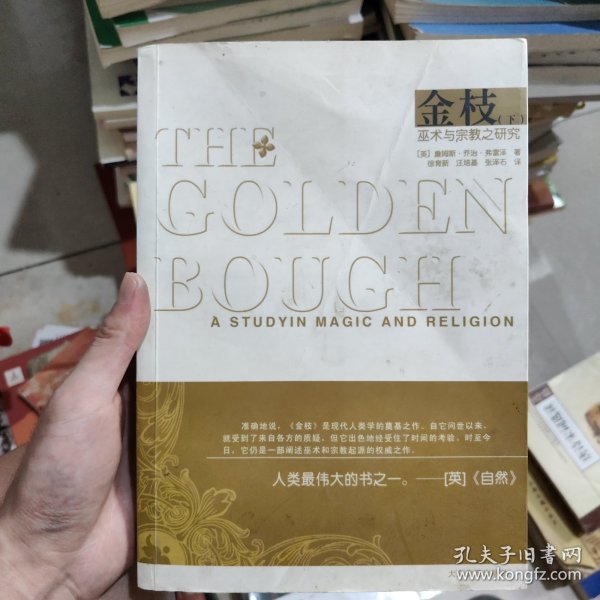 金枝(下)
巫术与宗教之研究
[英] 詹姆斯·乔治·弗雷泽 著
徐育新 汪培基 张泽石 译
THE
GOLDEN
BOUGH
A STUDYIN MAGIC AND RELIGION
准确地说，《金枝》是现代人类学的奠基之作。自它问世以来，
就受到了来自各方的质疑，但它出色地经受住了时间的考验，时至今
日，它仍是一部阐述巫术和宗教起源的权威之作。
人类最伟大的书之一。——[英]《自然》
孔夫子旧书网
www.kongfz.com